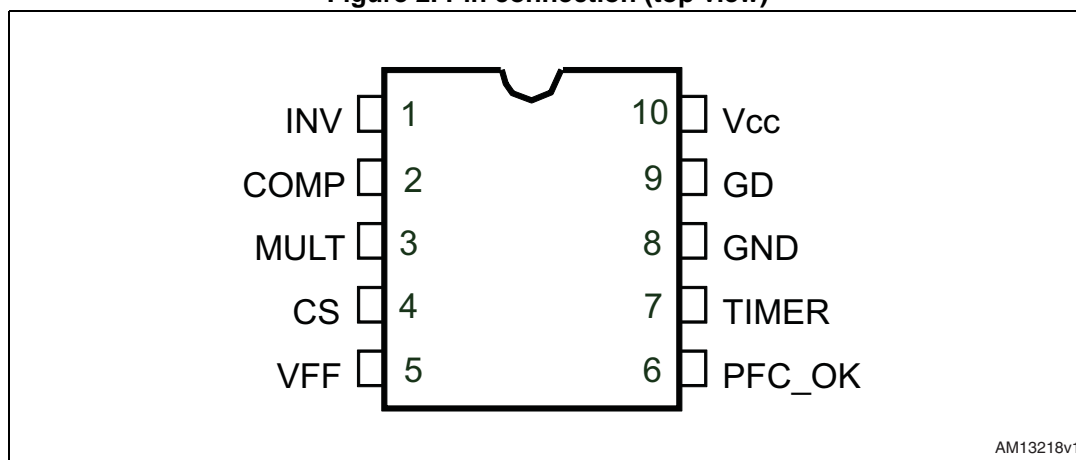 Figure 2. Pin connection (top view)
INV 1 10 Vcc
COMP 2 9 GD
MULT 3 8 GND
CS 4 7 TIMER
VFF 5 6 PFC_OK
AM13218v1